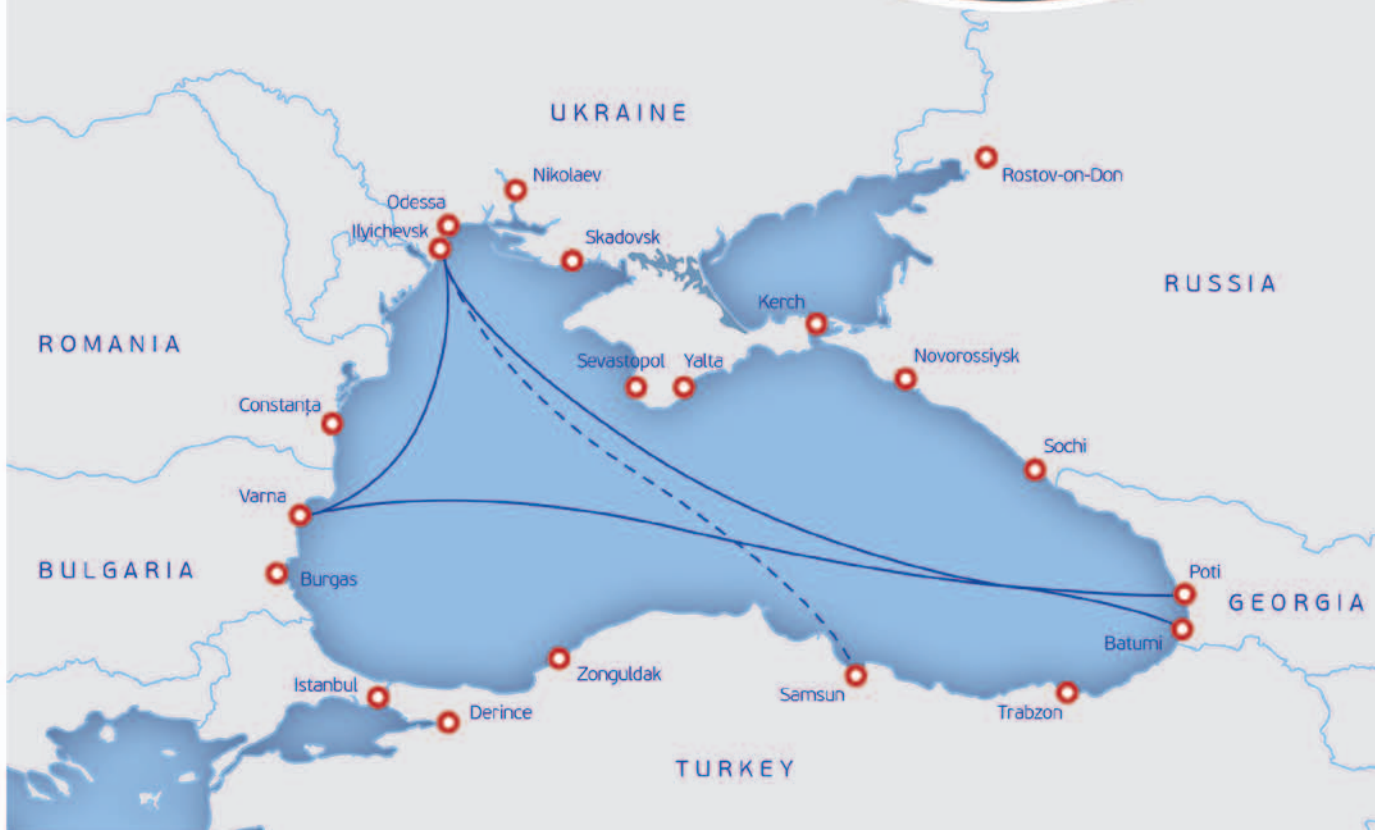 UKRAINE
Rostov-on-Don
Nikolaev
Odessa
Ilyichevsk
Skadovsk
RUSSIA
Kerch
ROMANIA
Sevastopol
Yalta
Novorossiysk
Constanța
Sochi
Varna
BULGARIA
Burgas
Poti
GEORGIA
Batumi
Zonguldak
Istanbul
Samsun
Derince
Trabzon
TURKEY